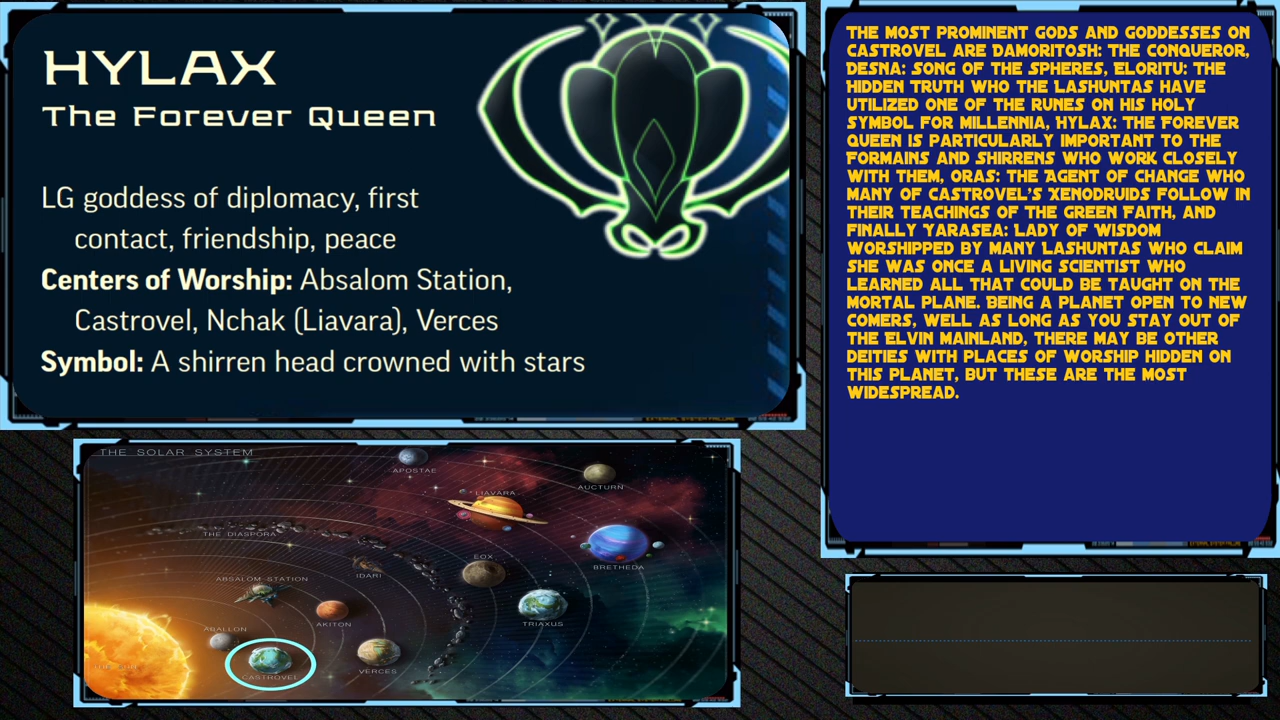 HYLAX
The Forever Queen
LG goddess of diplomacy, first
contact, friendship, peace
Centers of Worship: Absalom Station,
Castrovel, Nchak (Liavara), Verces
Symbol: A shirren head crowned with stars
THE MOST PROMINENT GODS AND GODDESSES ON
CASTROVEL ARE DAMORITOSH: THE CONQUEROR,
DESNA: SONG OF THE SPHERES, ELORITU: THE
HIDDEN TRUTH WHO THE LASHUNTAS HAVE
UTILIZED ONE OF THE RUNES ON HIS HOLY
SYMBOL FOR MILLENNIA, HYLAX: THE FOREVER
QUEEN IS PARTICULARLY IMPORTANT TO THE
FORMAINS AND SHIRRENS WHO WORK CLOSELY
WITH THEM, ORAS: THE AGENT OF CHANGE WHO
MANY OF CASTROVEL'S XENODRUIDS FOLLOW IN
THEIR TEACHINGS OF THE GREEN FAITH, AND
FINALLY YARASEA: LADY OF WISDOM
WORSHIPPED BY MANY LASHUNTAS WHO CLAIM
SHE WAS ONCE A LIVING SCIENTIST WHO
LEARNED ALL THAT COULD BE TAUGHT ON THE
MORTAL PLANE. BEING A PLANET OPEN TO NEW
COMERS, WELL AS LONG AS YOU STAY OUT OF
THE ELVIN MAINLAND, THERE MAY BE OTHER
DEITIES WITH PLACES OF WORSHIP HIDDEN ON
THIS PLANET, BUT THESE ARE THE MOST
WIDESPREAD.
THE SOLAR SYSTEM
APOSTAE
AUCTURN
LIAVARA
THE DIASPORA
BRETHEDA
EOX
IDARI
ABSALOM STATION
AKITON
TRIAXUS
ABALLON
THE SUN
VERCES
CASTROVEL